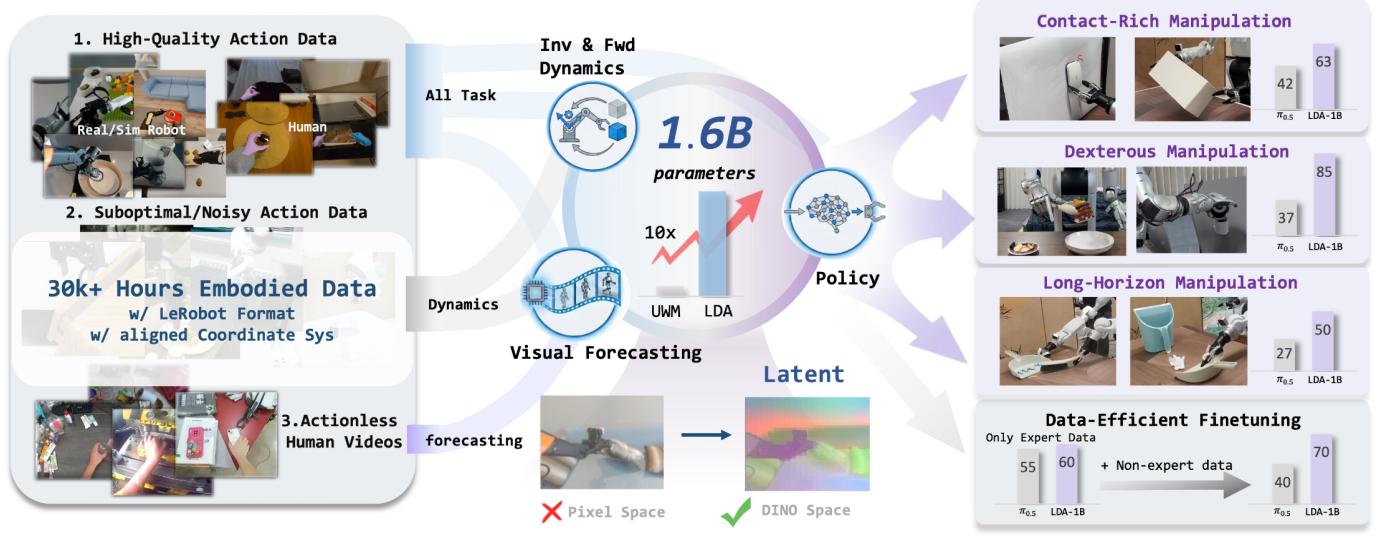 1. High-Quality Action Data
Real/Sim Robot
Human
2. Suboptimal/Noisy Action Data
30k+ Hours Embodied Data
w/ LeRobot Format
w/ aligned Coordinate Sys
3.Actionless
Human Videos
All Task
Dynamics
forecasting
Inv & Fwd
Dynamics
1.6B
parameters
10x
UWM
LDA
Visual Forecasting
Policy
Latent
Pixel Space
DINO Space
Contact-Rich Manipulation
42
63
π0.5
LDA-1B
Dexterous Manipulation
37
85
π0.5
LDA-1B
Long-Horizon Manipulation
27
50
π0.5
LDA-1B
Data-Efficient Finetuning
Only Expert Data
55
60
π0.5
LDA-1B
+ Non-expert data
40
70
π0.5
LDA-1B